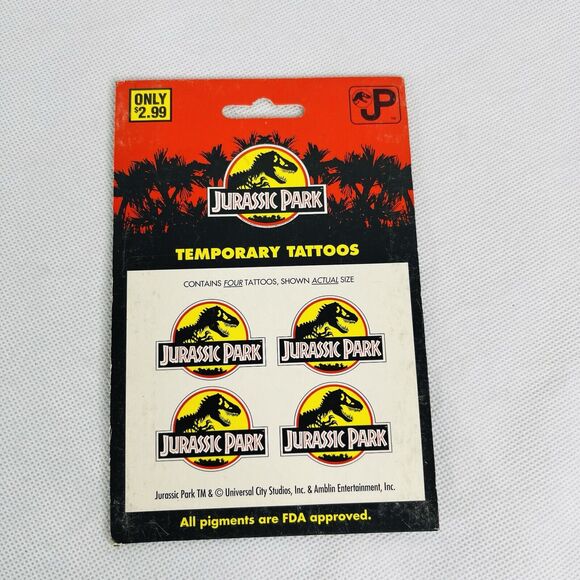 ONLY
$2.99
JP
TM
JURASSIC PARK
TEMPORARY TATTOOS
CONTAINS FOUR TATTOOS, SHOWN ACTUAL SIZE
JURASSIC PARK
JURASSIC PARK
JURASSIC PARK
JURASSIC PARK
Jurassic Park TM & © Universal City Studios, Inc. & Amblin Entertainment, Inc.
All pigments are FDA approved.